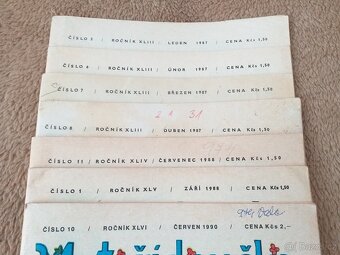 ČÍSLO 5 / ROČNÍK XLIII / LEDEN 1987 / CENA Kčs 1,50
ČÍSLO 6 / ROČNÍK XLIII / ÚNOR 1987 / CENA Kčs 1,50
ČÍSLO 7 / ROČNÍK XLIII / BŘEZEN 1987 / CENA Kčs 1,50
21 31
ČÍSLO 8 / ROČNÍK XLIII / DUBEN 1987 / CENA Kčs 1,50
ČÍSLO 11 / ROČNÍK XLIV / ČERVENEC 1988 / CENA Kčs 1,50
ČÍSLO 1 / ROČNÍK XLV / ZÁŘÍ 1988 / CENA Kčs 1,50
ČÍSLO 10 / ROČNÍK XLVI / ČERVEN 1990 / CENA Kčs 2,-
Mateřídouška